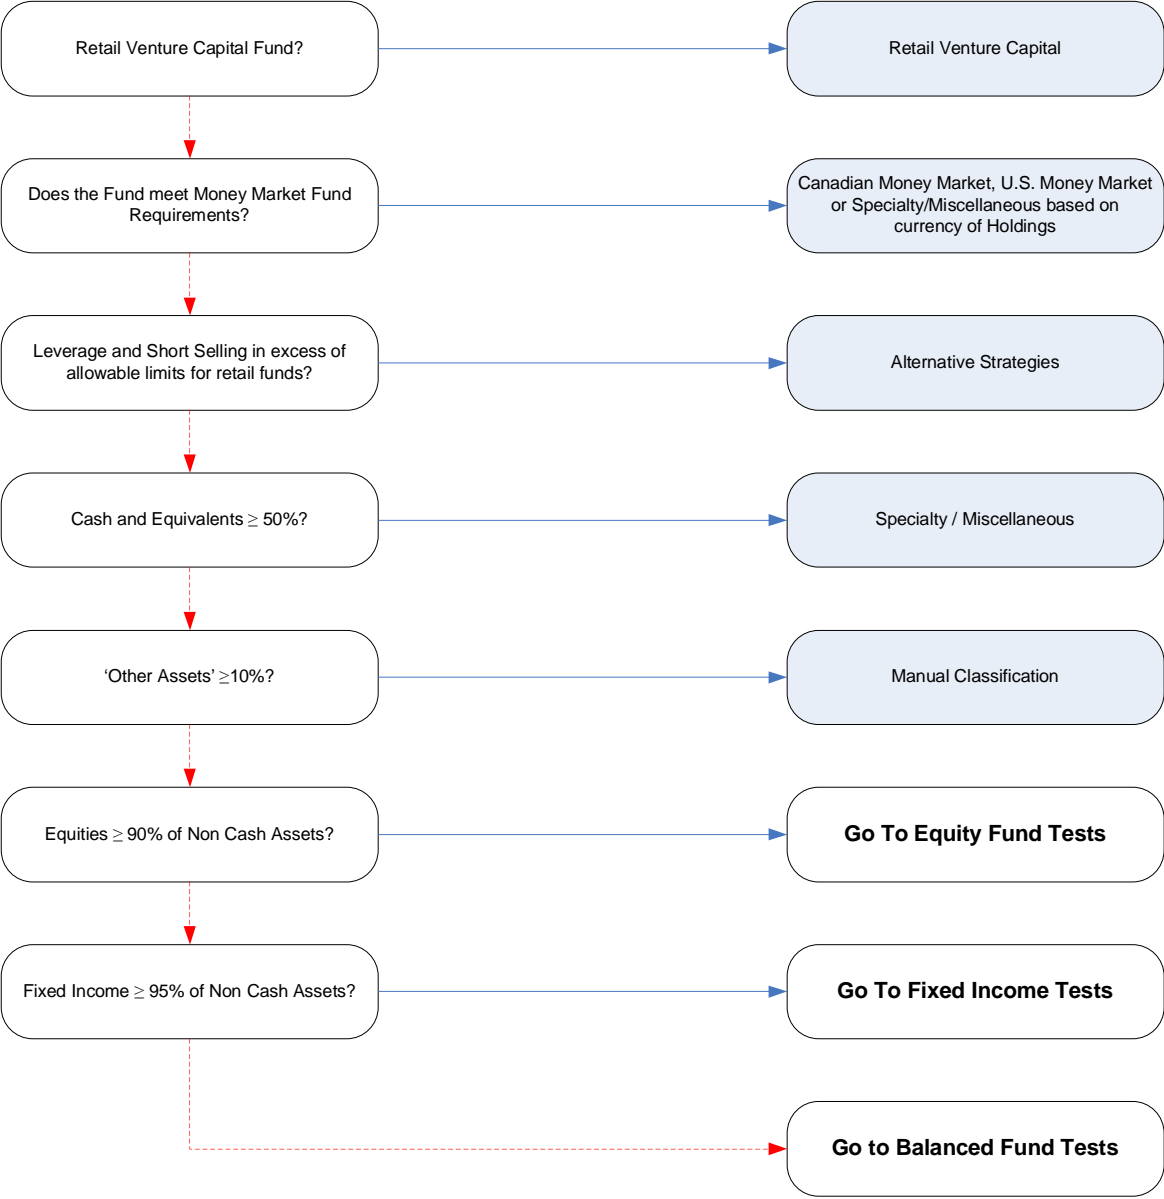 Retail Venture Capital Fund?
Retail Venture Capital
Does the Fund meet Money Market Fund
Requirements?
Canadian Money Market, U.S. Money Market
or Specialty/Miscellaneous based on
currency of Holdings
Leverage and Short Selling in excess of
allowable limits for retail funds?
Alternative Strategies
Cash and Equivalents ≥ 50%?
Specialty / Miscellaneous
‘Other Assets’ ≥10%?
Manual Classification
Equities ≥ 90% of Non Cash Assets?
Go To Equity Fund Tests
Fixed Income ≥ 95% of Non Cash Assets?
Go To Fixed Income Tests
Go to Balanced Fund Tests